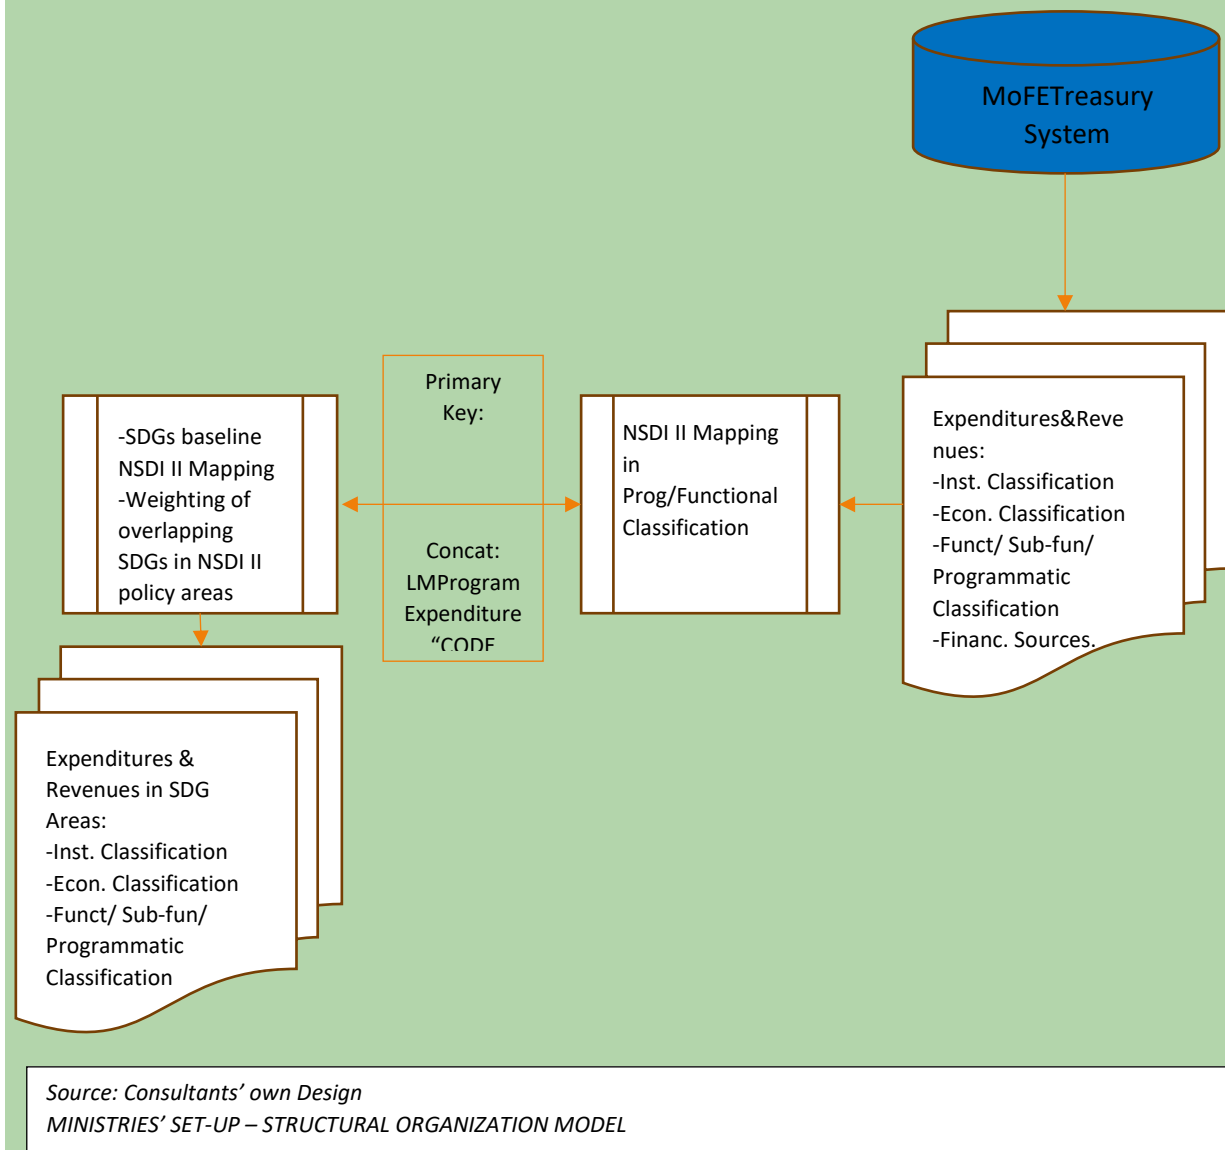 MoFETreasury
System
Expenditures&Reve
nues:
-Inst. Classification
-Econ. Classification
-Funct/ Sub-fun/
Programmatic
Classification
-Financ. Sources.
NSDI II Mapping
in
Prog/Functional
Classification
Primary
Key:
Concat:
LMProgram
Expenditure
“CODE
-SDGs baseline
NSDI II Mapping
-Weighting of
overlapping
SDGs in NSDI II
policy areas
Expenditures &
Revenues in SDG
Areas:
-Inst. Classification
-Econ. Classification
-Funct/ Sub-fun/
Programmatic
Classification
Source: Consultants’ own Design
MINISTRIES’ SET-UP – STRUCTURAL ORGANIZATION MODEL